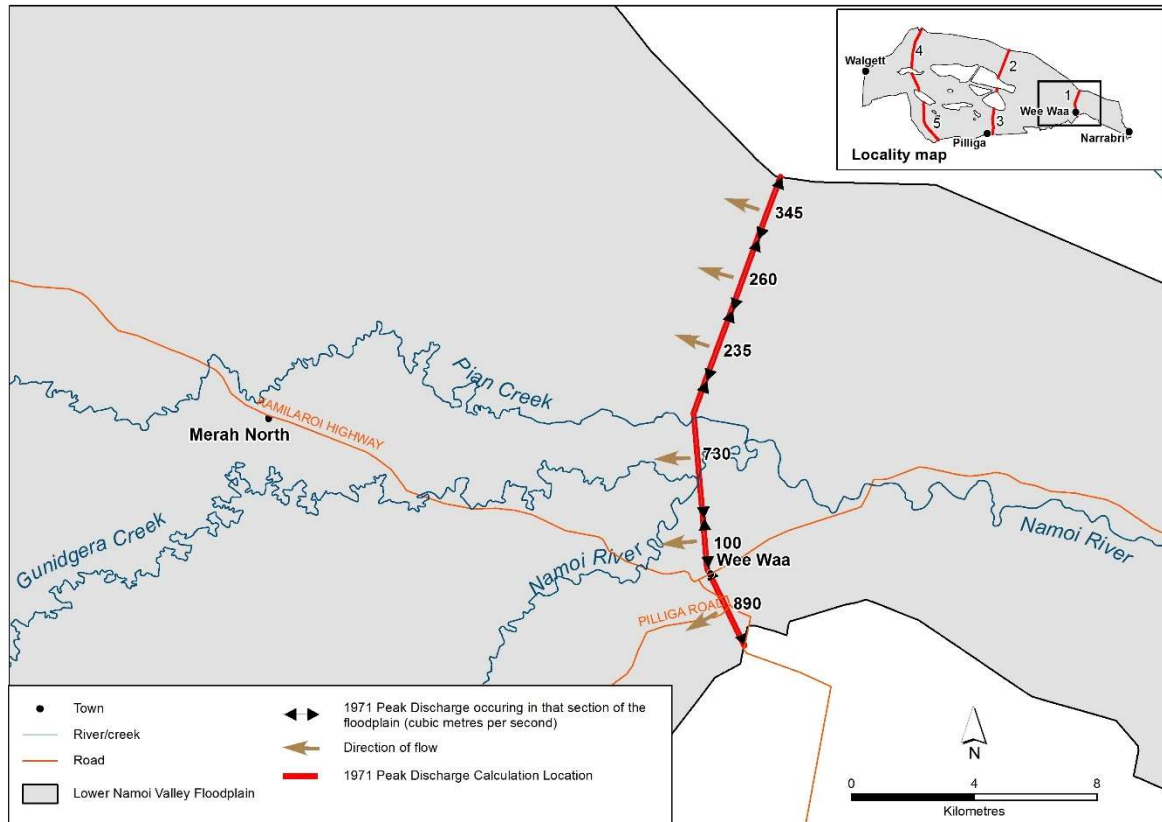 Walgett
4
2
1
Wee Waa
5
3
Pilliga
Narrabri
Locality map
345
260
235
Pian Creek
KAMILAROI HIGHWAY
Merah North
730
Gunidgera Creek
Namoi River
100
Wee Waa
Namoi River
PILLIGA ROAD
890
Town
River/creek
Road
Lower Namoi Valley Floodplain
1971 Peak Discharge occuring in that section of the
floodplain (cubic metres per second)
Direction of flow
1971 Peak Discharge Calculation Location
N
0
4
8
Kilometres